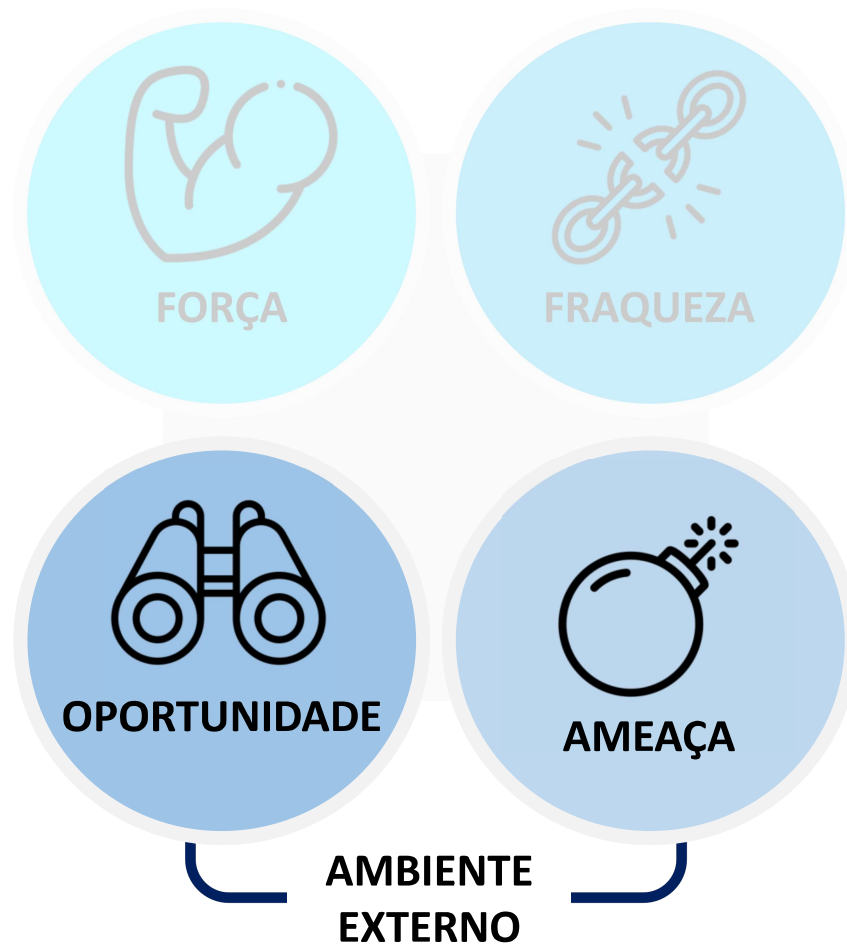 FORÇA
FRAQUEZA
OPORTUNIDADE
AMEAÇA
AMBIENTE
EXTERNO